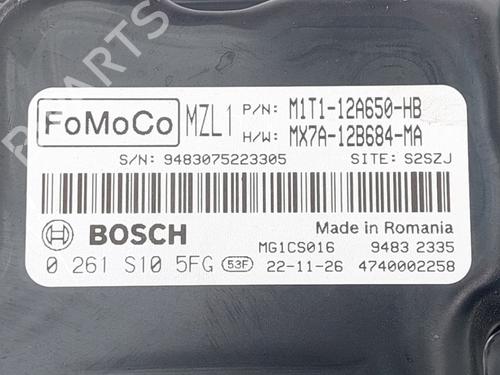 PARTS
FoMoCo MZL1 P/N: M1T1-12A650-HB
H/W: MX7A-12B684-MA
S/N: 9483075223305 SITE: S2SZJ
BOSCH Made in Romania
MG1CS016 9483 2335
0 261 S10 5FG 53F 22-11-26 4740002258